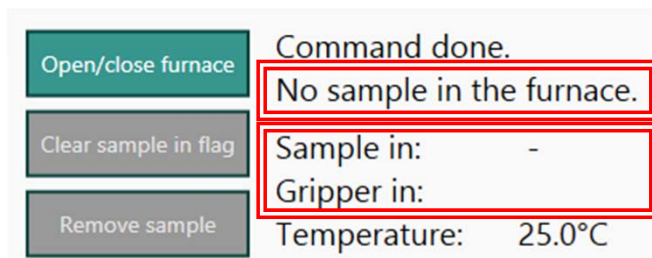 Open/close furnace
Command done.
No sample in the furnace.
Clear sample in flag
Sample in: -
Gripper in:
Remove sample
Temperature: 25.0°C